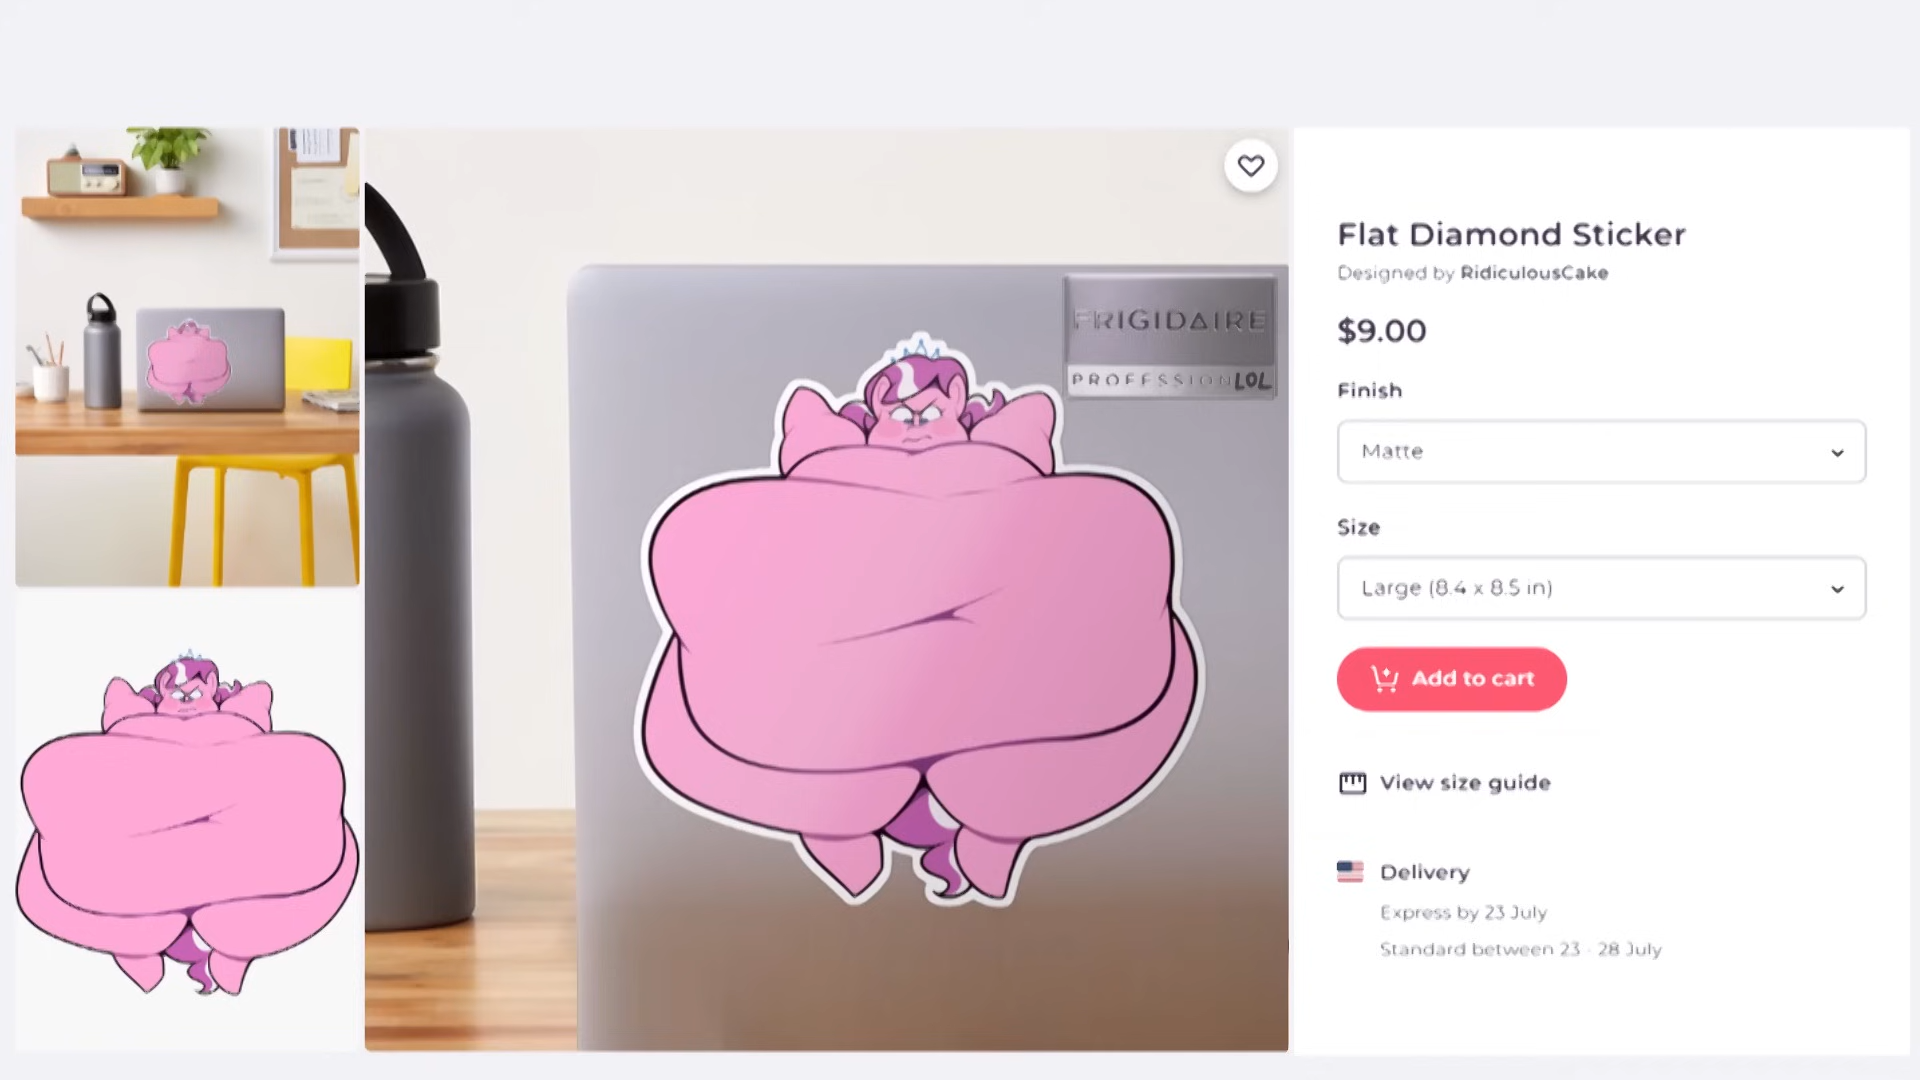 FRIGIDAIRE
PROFESSIONLOL
Flat Diamond Sticker
Designed by RidiculousCake
$9.00
Finish
Matte
Size
Large (8.4 x 8.5 in)
Add to cart
View size guide
Delivery
Express by 23 July
Standard between 23 - 28 July